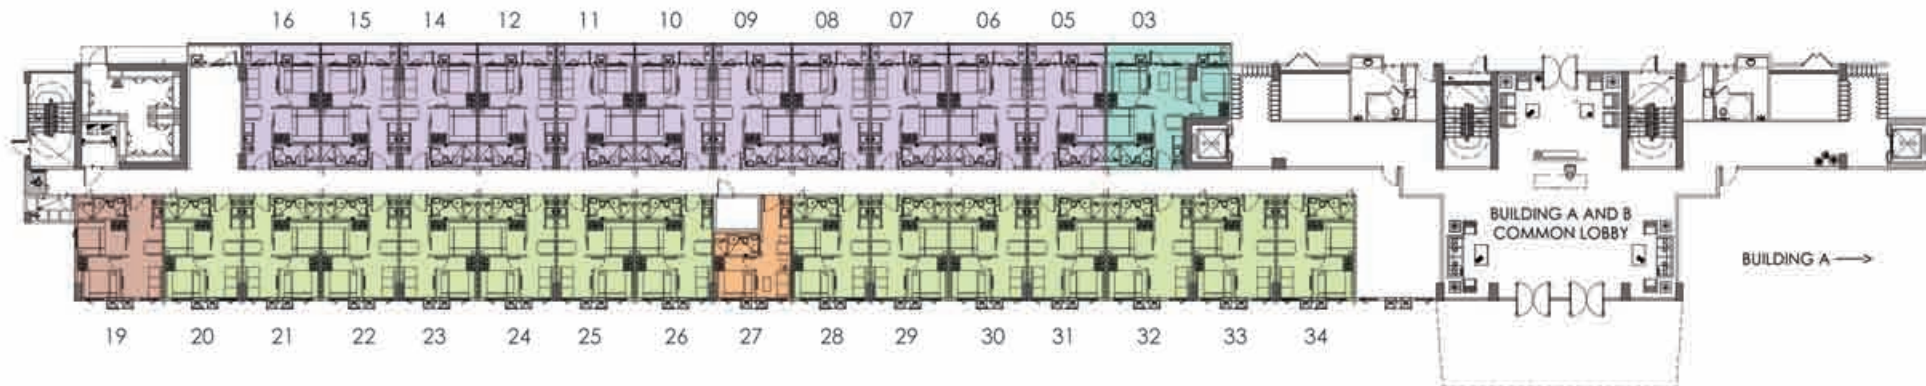 16 15 14 12 11 10 09 08 07 06 05 03
BUILDING A AND B
COMMON LOBBY
BUILDING A
19 20 21 22 23 24 25 26 27 28 29 30 31 32 33 34